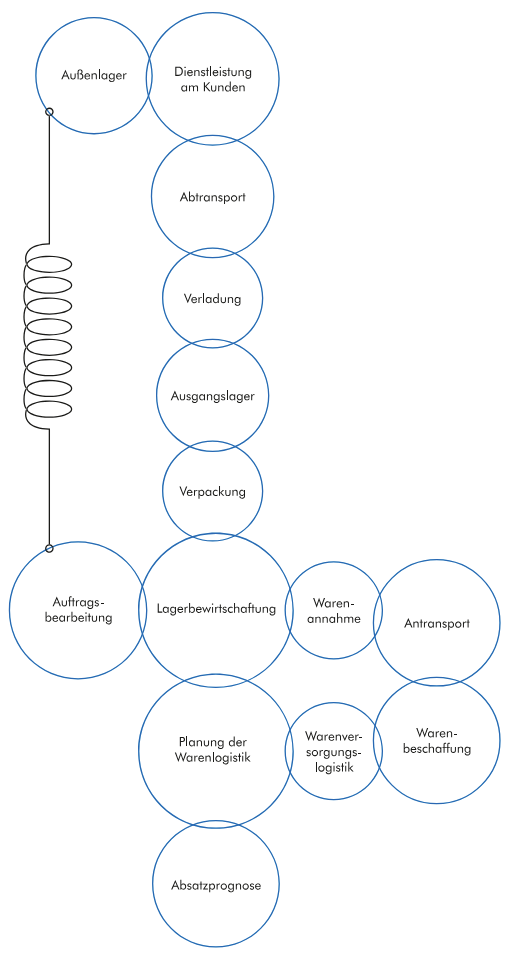 Außenlager
Dienstleistung
am Kunden
Abtransport
Verladung
Ausgangslager
Verpackung
Auftrags-
bearbeitung
Lagerbewirtschaftung
Waren-
annahme
Antransport
Planung der
Warenlogistik
Warenver-
sorgungs-
logistik
Waren-
beschaffung
Absatzprognose